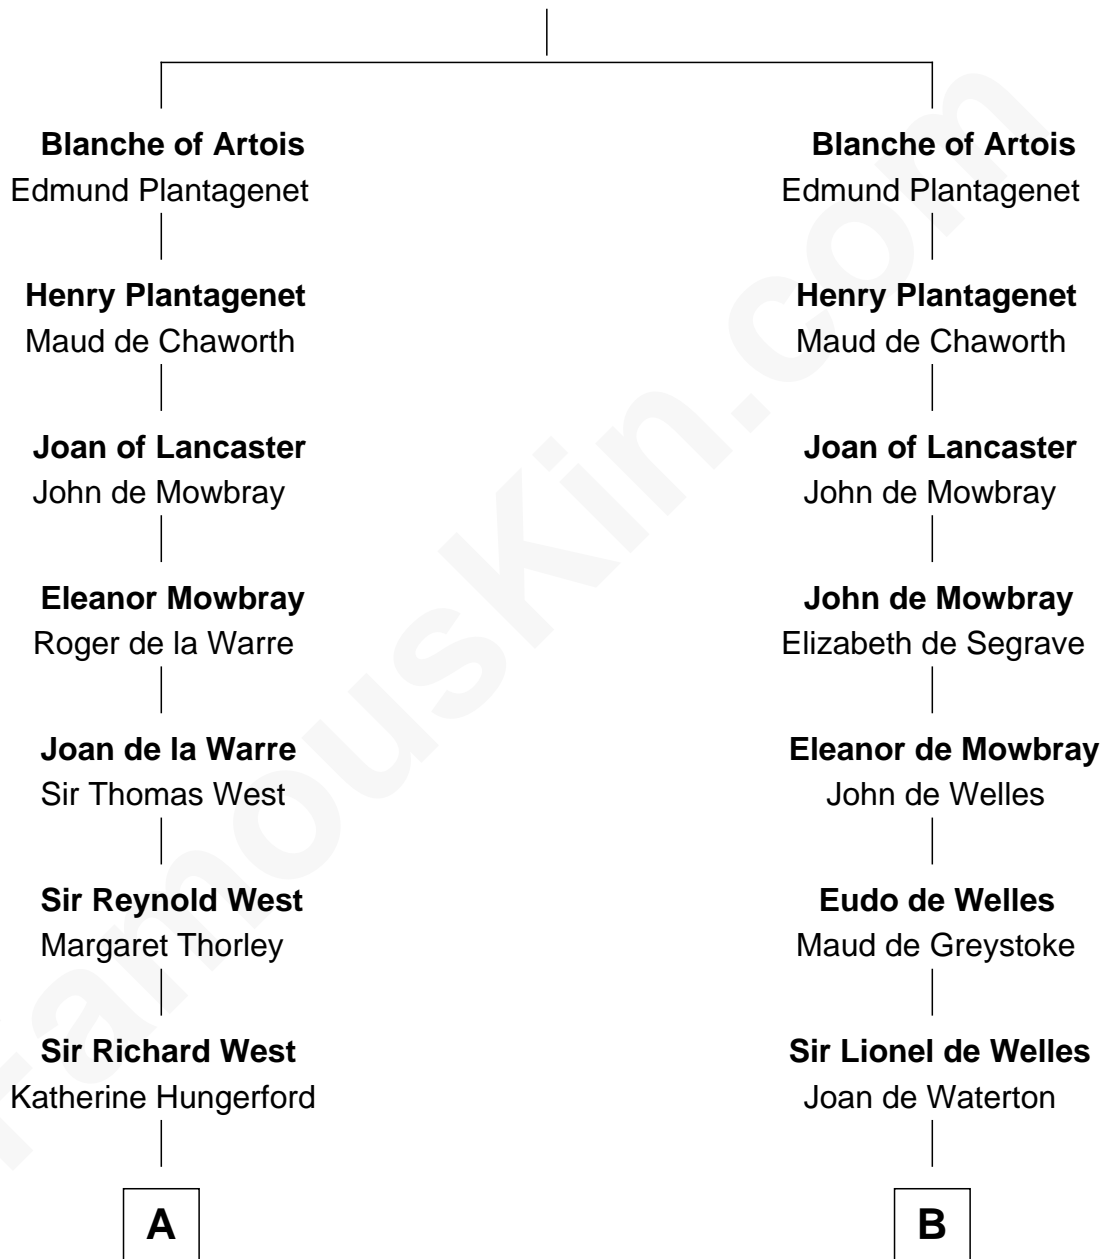 Blanche of Artois
Edmund Plantagenet
Henry Plantagenet
Maud de Chaworth
Joan of Lancaster
John de Mowbray
Eleanor Mowbray
Roger de la Warre
Joan de la Warre
Sir Thomas West
Sir Reynold West
Margaret Thorley
Sir Richard West
Katherine Hungerford
A
Blanche of Artois
Edmund Plantagenet
Henry Plantagenet
Maud de Chaworth
Joan of Lancaster
John de Mowbray
John de Mowbray
Elizabeth de Segrave
Eleanor de Mowbray
John de Welles
Eudo de Welles
Maud de Greystoke
Sir Lionel de Welles
Joan de Waterton
B
FamousKin.com